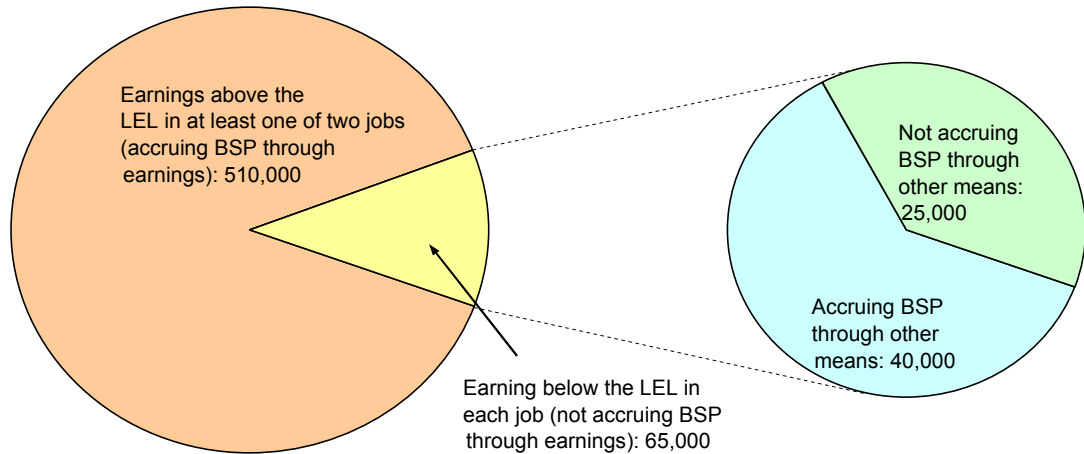 Earnings above the
LEL in at least one of two jobs
(accruing BSP through
earnings): 510,000
Earning below the LEL in
each job (not accruing BSP
through earnings): 65,000
Not accruing
BSP through
other means:
25,000
Accruing BSP
through other
means: 40,000